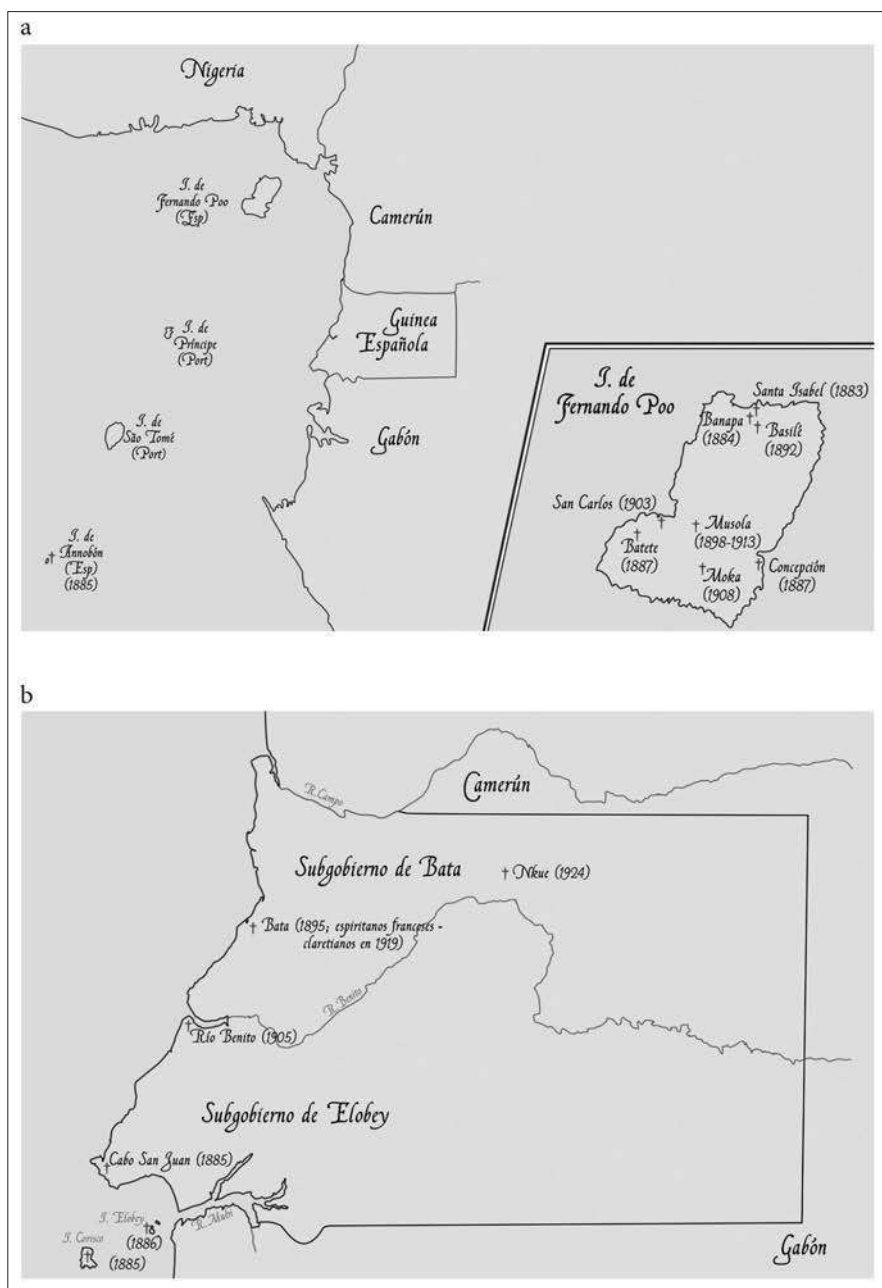 a
Nigeria
I. de
Fernando Poo
(Esp)
Camerún
I. de
Príncipe
(Port)
Guinea
Española
I. de
São Tomé
(Port)
Gabón
I. de
Annobón
(Esp)
(1885)
I. de
Fernando Poo
Santa Isabel (1883)
Banapa
(1884)
Basilé
(1892)
San Carlos (1903)
Musola
(1898-1913)
Batete
(1887)
Moka
(1908)
Concepción
(1887)
b
Camerún
R. Campo
Subgobierno de Bata
Nkue (1924)
Bata (1895; espiritanos franceses -
claretianos en 1919)
R. Benito
Río Benito (1905)
Subgobierno de Elobey
Cabo San Juan (1885)
I. Elobey
(1886)
R. Muni
I. Corisco
(1885)
Gabón